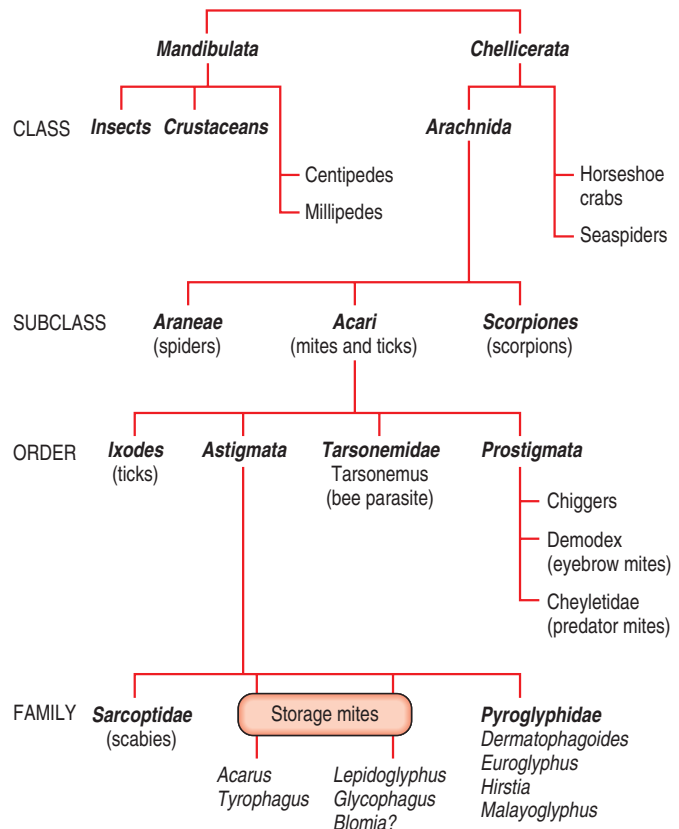 Mandibulata
Chellicerata
CLASS
Insects
Crustaceans
Arachnida
Centipedes
Millipedes
Horseshoe
crabs
Seaspiders
SUBCLASS
Araneae
(spiders)
Acari
(mites and ticks)
Scorpiones
(scorpions)
ORDER
Ixodes
(ticks)
Astigmata
Tarsonemidae
Tarsonemus
(bee parasite)
Prostigmata
Chiggers
Demodex
(eyebrow mites)
Cheyletidae
(predator mites)
FAMILY
Sarcoptidae
(scabies)
Storage mites
Acarus
Tyrophagus
Lepidoglyphus
Glycophagus
Blomia?
Pyroglyphidae
Dermatophagoides
Euroglyphus
Hirstia
Malayoglyphus